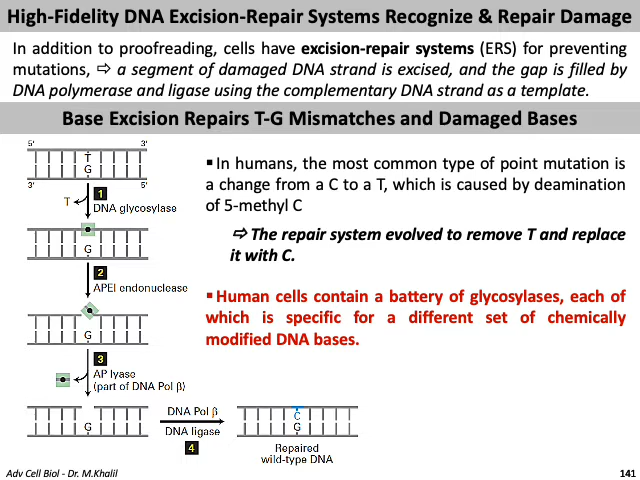 High-Fidelity DNA Excision-Repair Systems Recognize & Repair Damage
In addition to proofreading, cells have excision-repair systems (ERS) for preventing
mutations, ⇨ a segment of damaged DNA strand is excised, and the gap is filled by
DNA polymerase and ligase using the complementary DNA strand as a template.
Base Excision Repairs T-G Mismatches and Damaged Bases
5' 3'
T
G
3' 5'
T 1
DNA glycosylase
G
2
APEI endonuclease
G
3
AP lyase
(part of DNA Pol β)
G
DNA Pol β
DNA ligase
4
C
G
Repaired
wild-type DNA
▪ In humans, the most common type of point mutation is
a change from a C to a T, which is caused by deamination
of 5-methyl C
⇨ The repair system evolved to remove T and replace
it with C.
▪ Human cells contain a battery of glycosylases, each of
which is specific for a different set of chemically
modified DNA bases.
Adv Cell Biol - Dr. M.Khalil
141